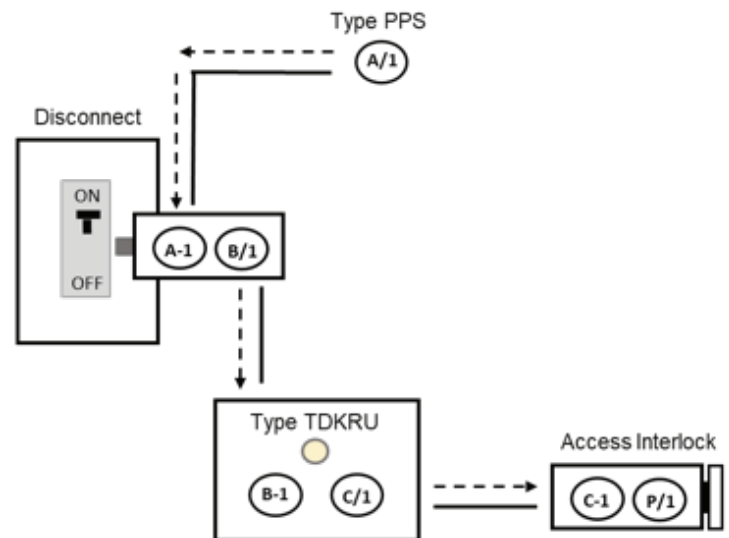 Type PPS
A/1
Disconnect
ON
OFF
A-1 B/1
Type TDKRU
B-1 C/1
Access Interlock
C-1 P/1